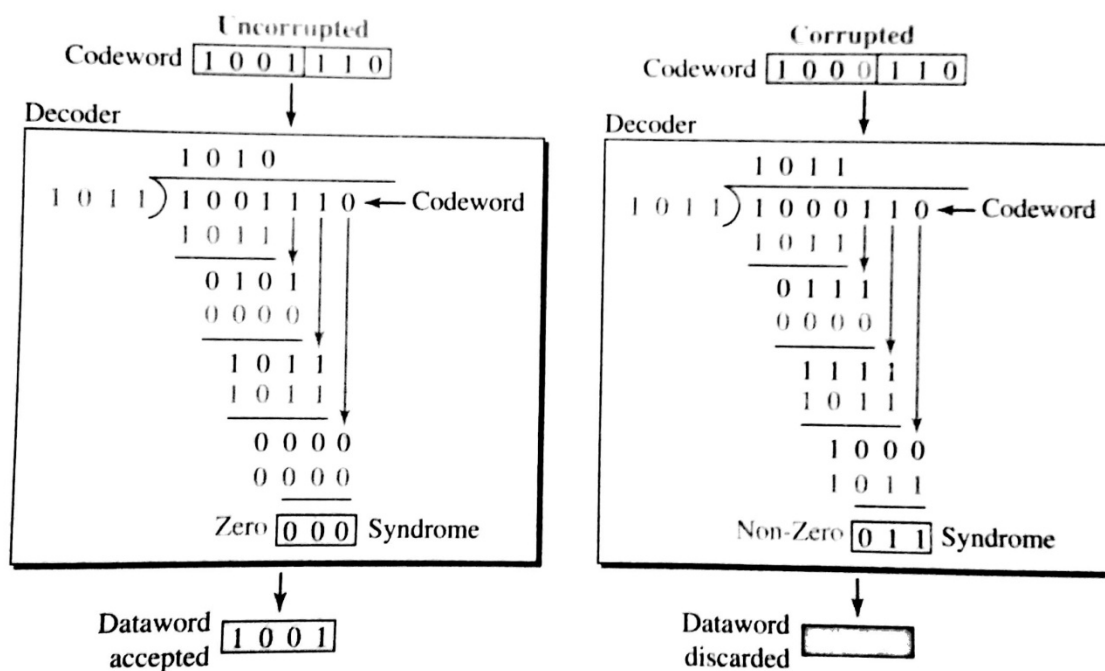 Uncorrupted
Codeword 1 0 0 1 1 1 0
Decoder
1 0 1 0
1 0 1 1 ) 1 0 0 1 1 1 0 Codeword
1 0 1 1
0 1 0 1
0 0 0 0
1 0 1 1
1 0 1 1
0 0 0 0
0 0 0 0
Zero 0 0 0 Syndrome
Dataword
accepted 1 0 0 1
Corrupted
Codeword 1 0 0 0 1 1 0
Decoder
1 0 1 1
1 0 1 1 ) 1 0 0 0 1 1 0 Codeword
1 0 1 1
0 1 1 1
0 0 0 0
1 1 1 1
1 0 1 1
1 0 0 0
1 0 1 1
Non-Zero 0 1 1 Syndrome
Dataword
discarded